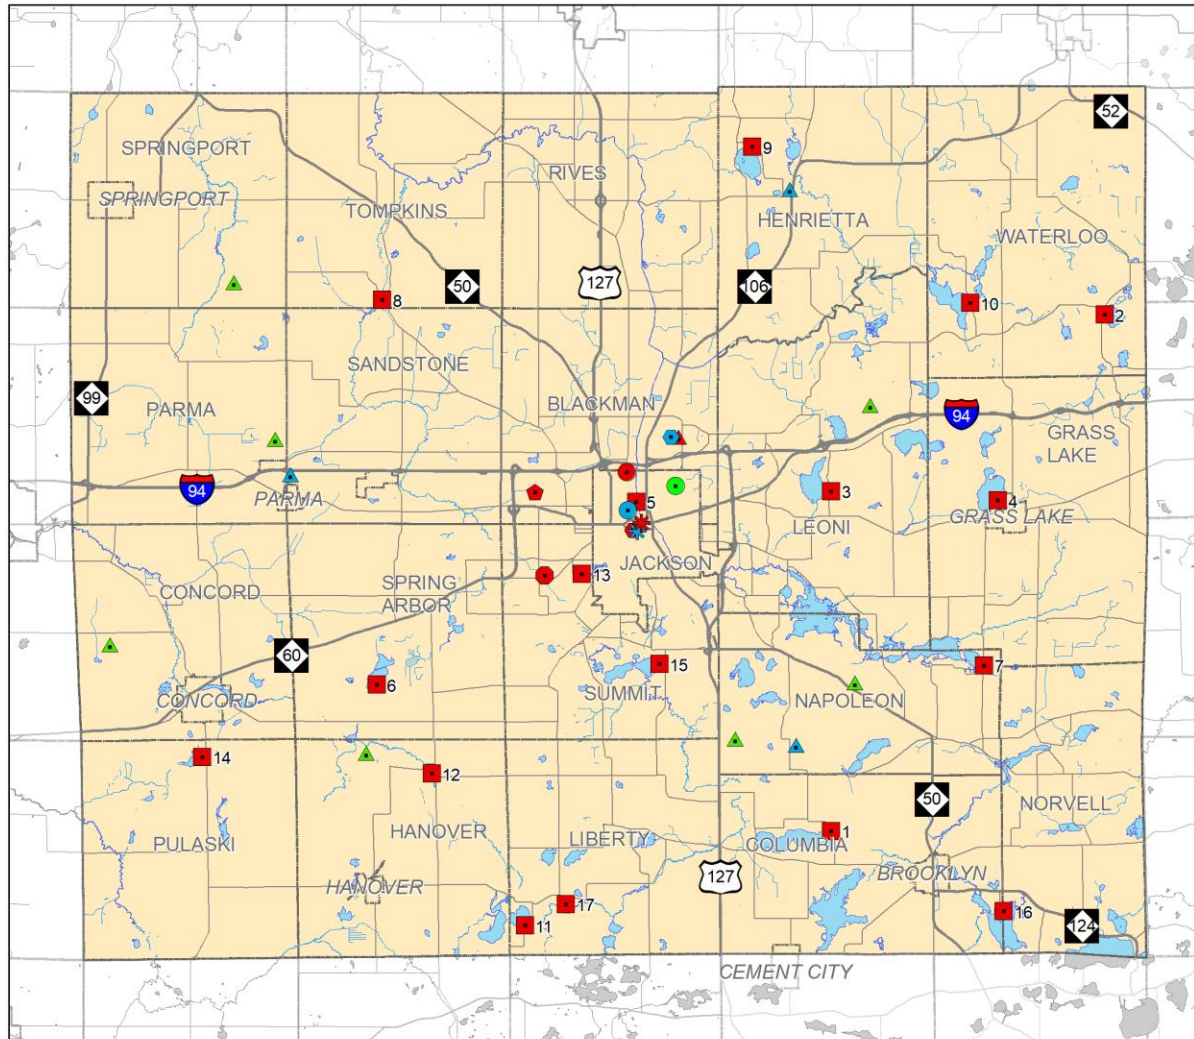 52
9
SPRINGPORT
RIVES
SPRINGPORT
TOMPKINS
HENRIETTA
WATERLOO
127
50
106
8
10
2
SANDSTONE
99
PARMA
BLACKMAN
94
GRASS
LAKE
94
PARMA
3
5
4
GRASS LAKE
LEONI
JACKSON
13
CONCORD
SPRING
ARBOR
60
15
7
6
SUMMIT
NAPOLEON
CONCORD
14
12
50
NORVELL
HANOVER
LIBERTY
1
PULASKI
COLUMBIA
127
BROOKLYN
HANOVER
17
16
11
124
CEMENT CITY